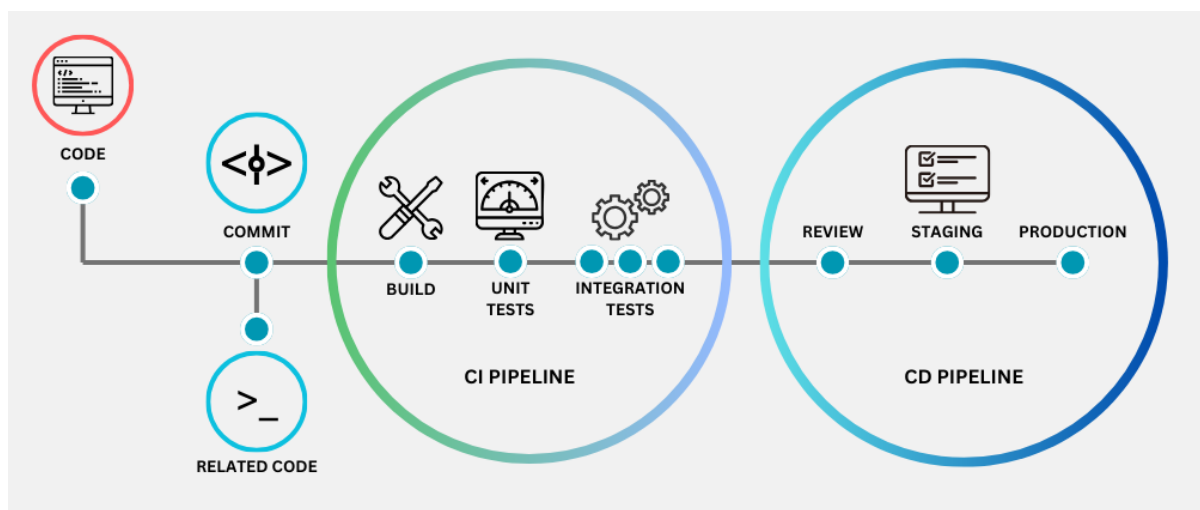 CODE
COMMIT
RELATED CODE
BUILD
UNIT
TESTS
INTEGRATION
TESTS
CI PIPELINE
REVIEW
STAGING
PRODUCTION
CD PIPELINE